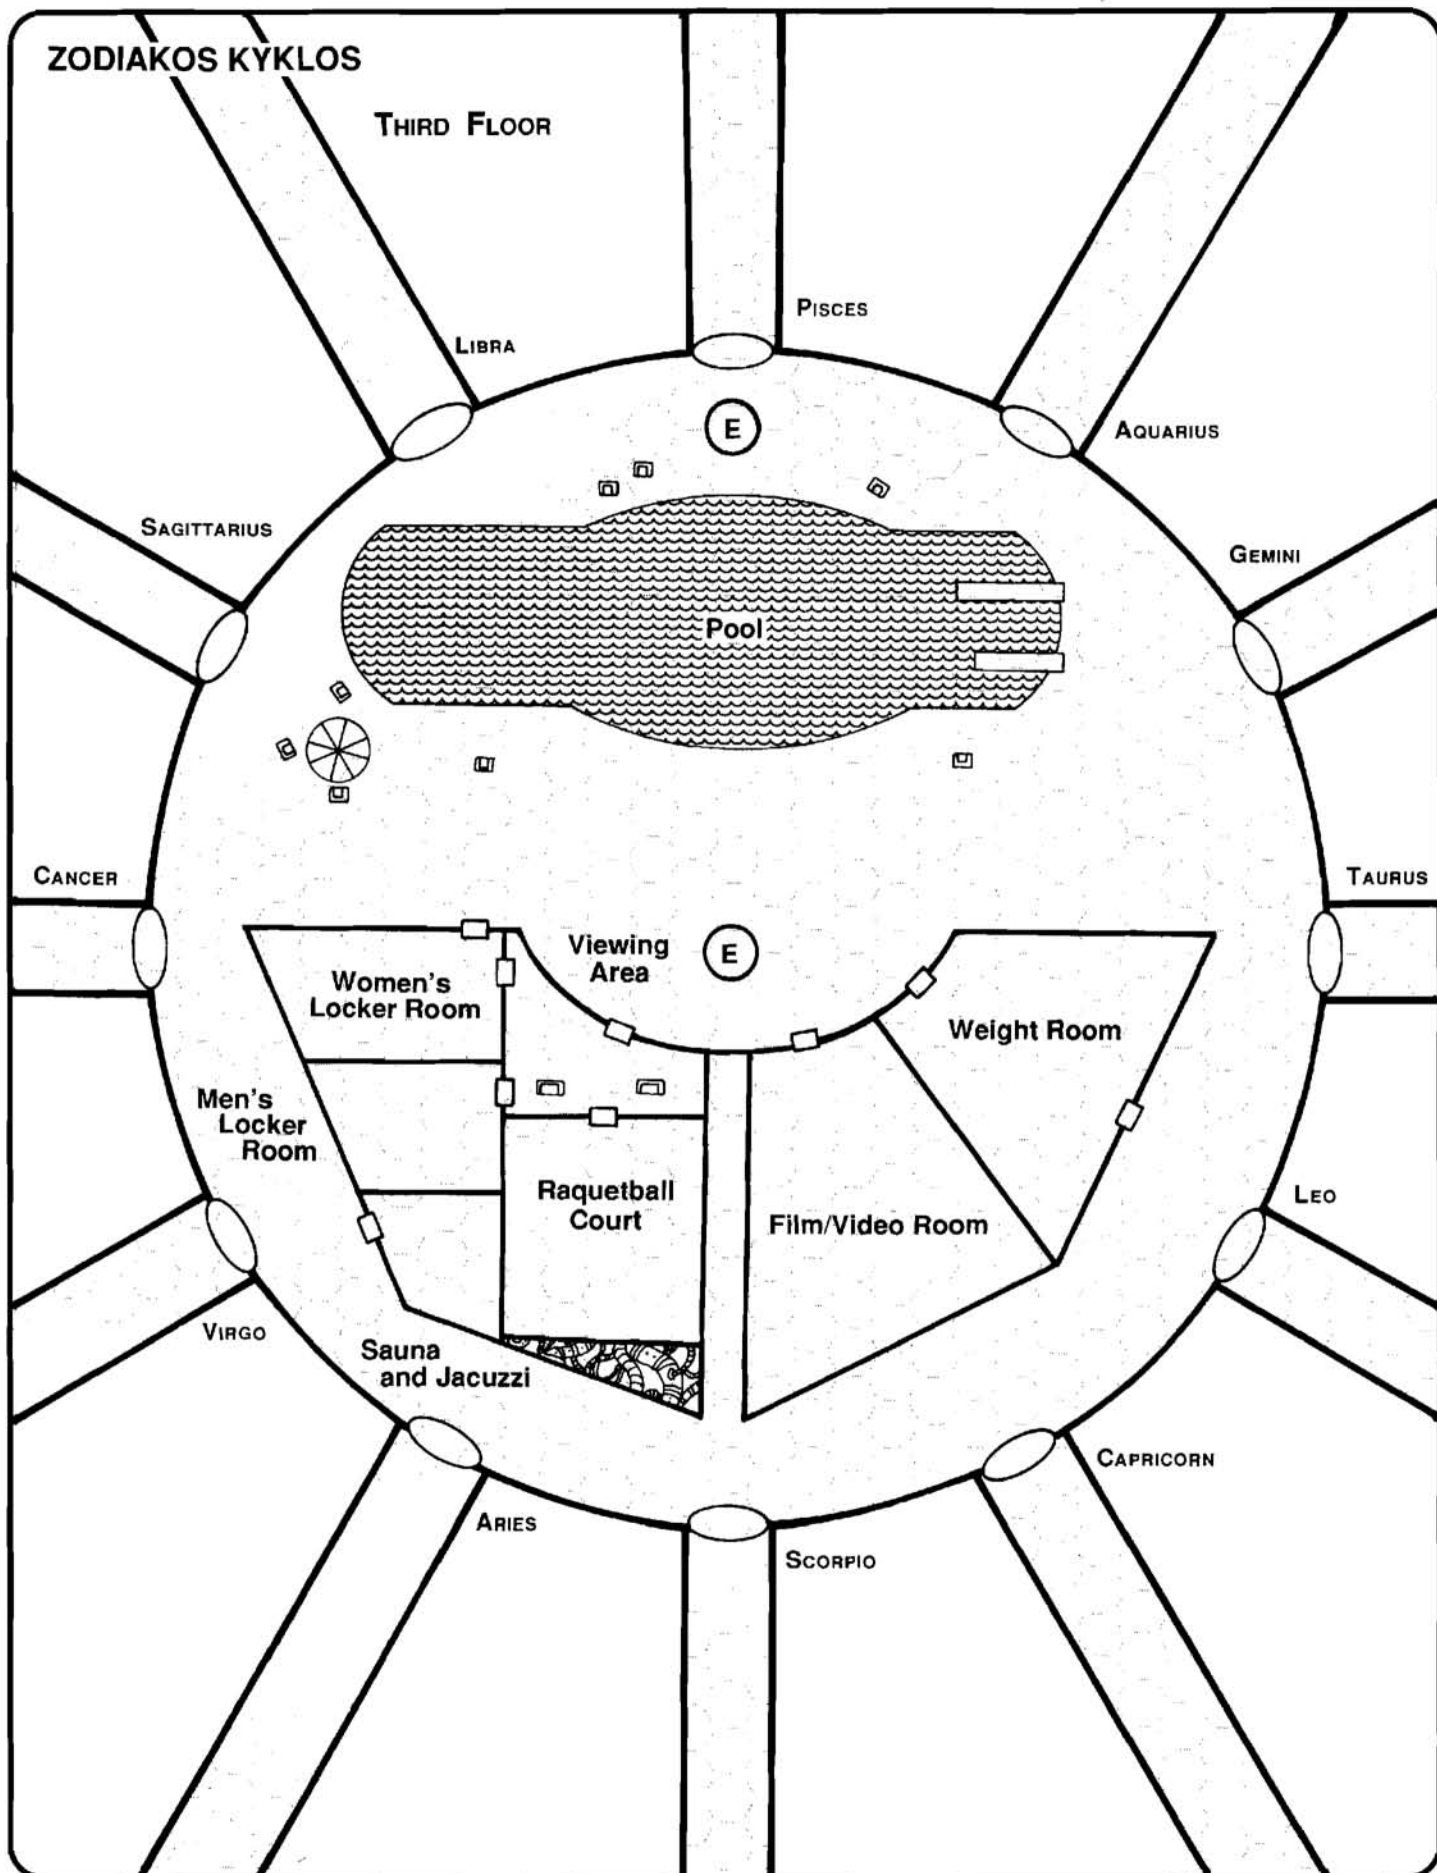 ZODIAKOS KYKLOS
THIRD FLOOR
PISCES
LIBRA
E
AQUARIUS
SAGITTARIUS
GEMINI
Pool
CANCER
TAURUS
Viewing
Area
E
Women's
Locker Room
Weight Room
Men's
Locker
Room
Raquetball
Court
Film/Video Room
LEO
VIRGO
Sauna
and Jacuzzi
CAPRICORN
ARIES
SCORPIO